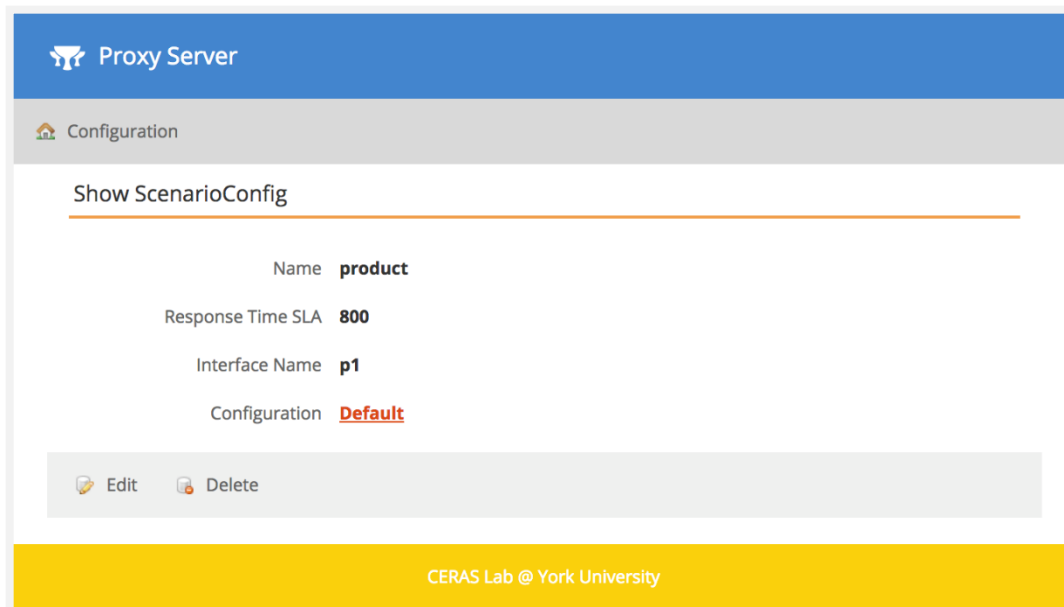 Proxy Server
Configuration
Show ScenarioConfig
Name product
Response Time SLA 800
Interface Name p1
Configuration Default
Edit Delete
CERAS Lab @ York University